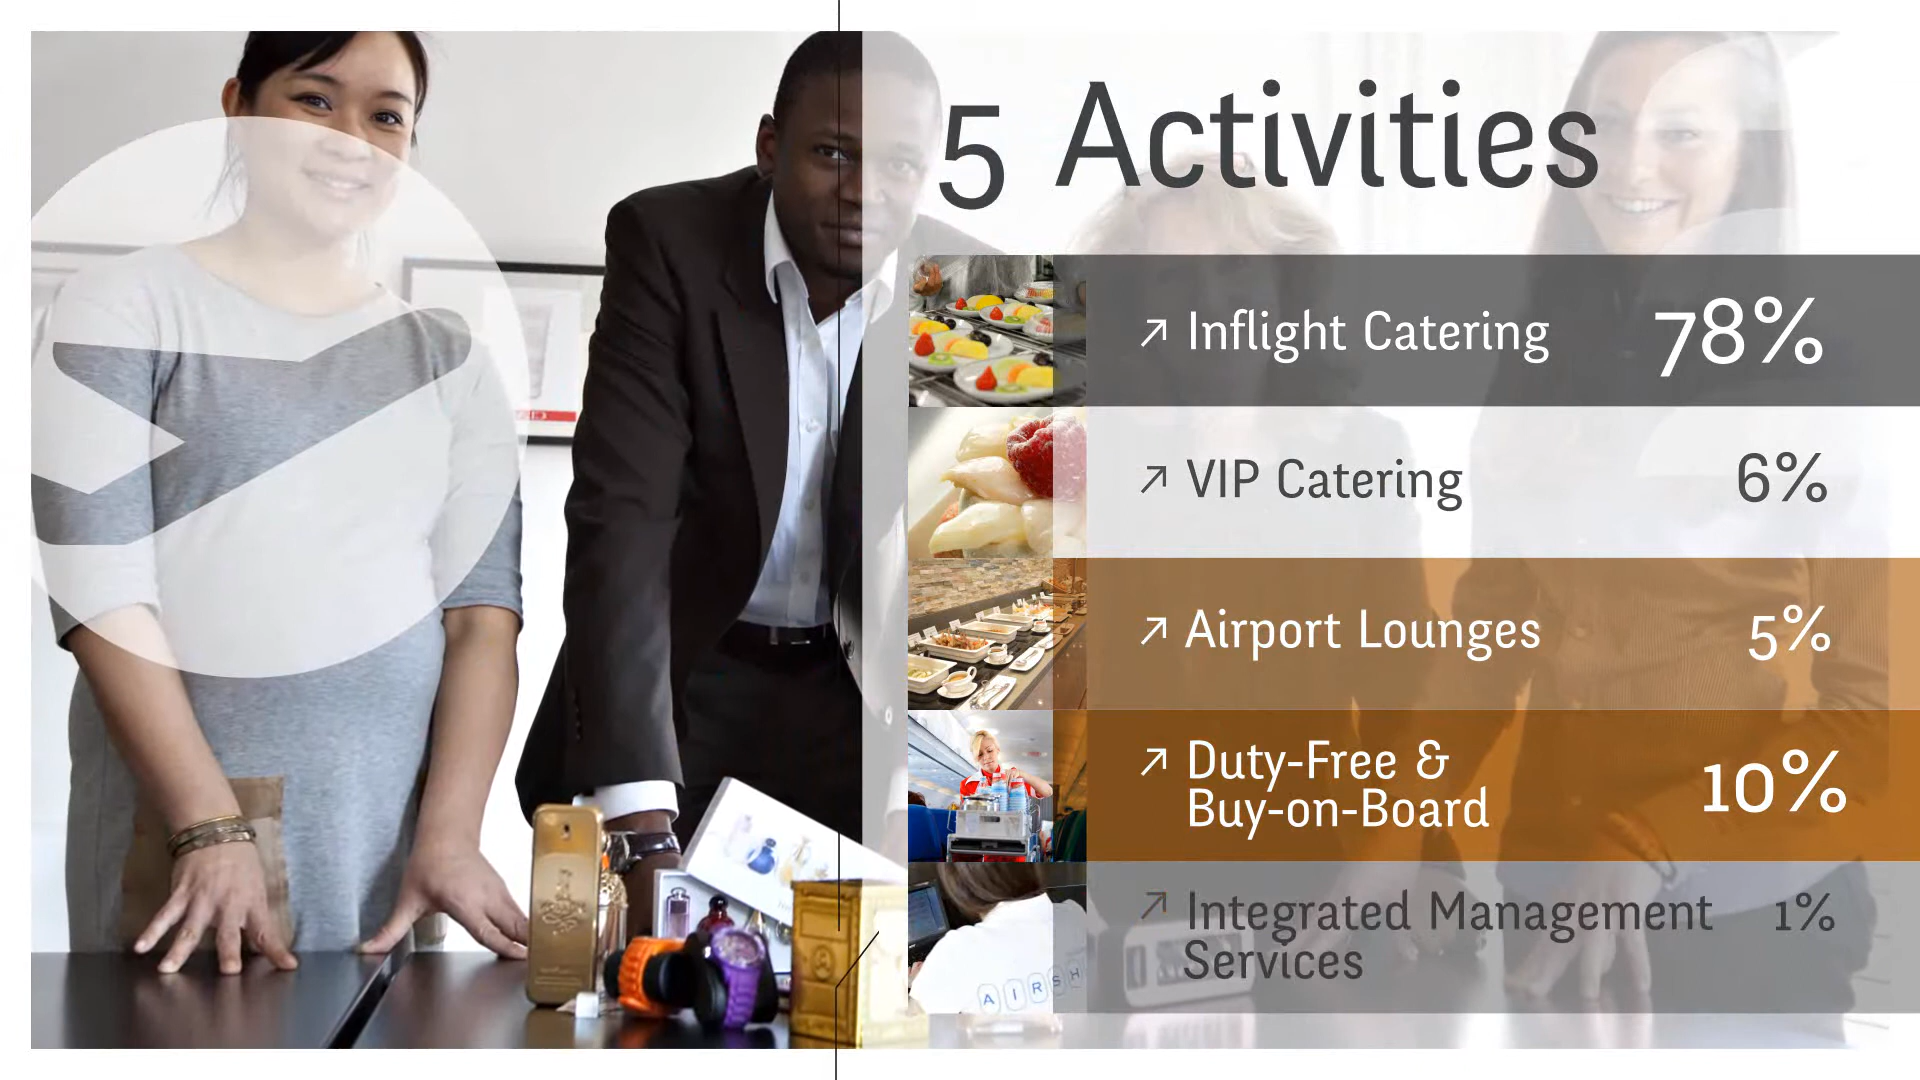 5 Activities
↗ Inflight Catering 78%
↗ VIP Catering 6%
↗ Airport Lounges 5%
↗ Duty-Free &
Buy-on-Board 10%
↗ Integrated Management 1%
Services
AIRSH